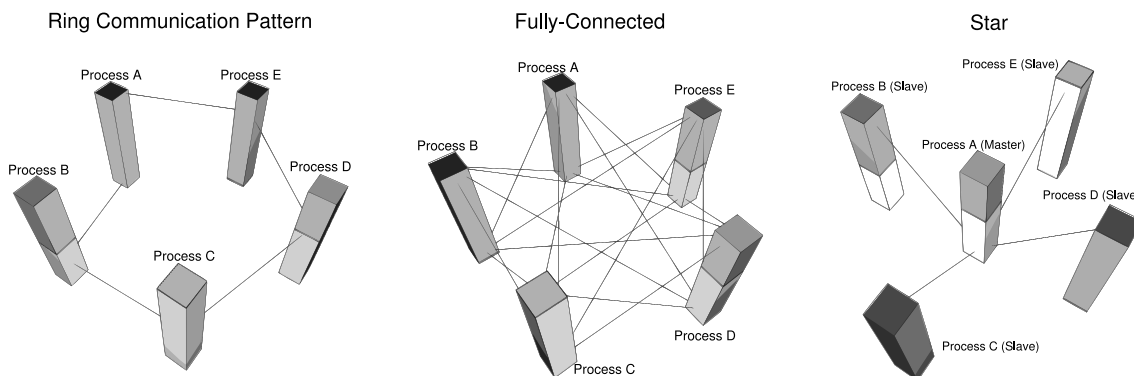 Ring Communication Pattern
Process A
Process E
Process B
Process D
Process C
Fully-Connected
Process A
Process E
Process B
Process D
Process C
Star
Process E (Slave)
Process B (Slave)
Process A (Master)
Process D (Slave
Process C (Slave)